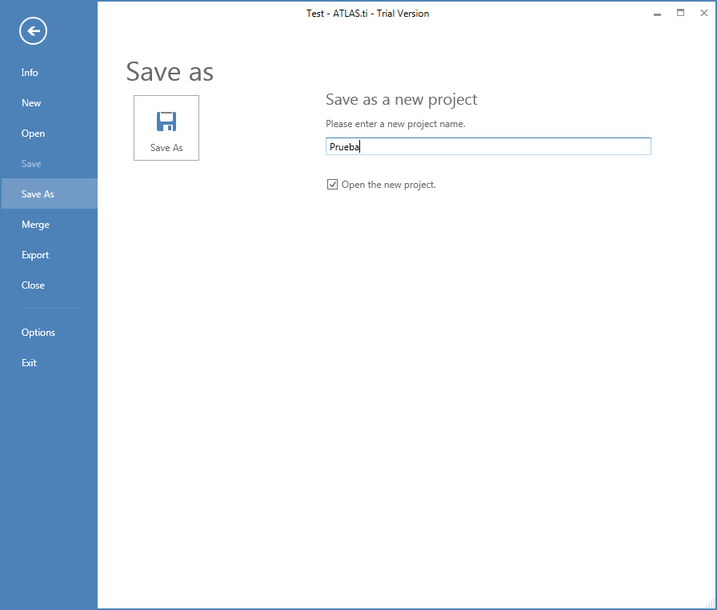 Test - ATLAS.ti - Trial Version
Info
New
Open
Save
Save As
Merge
Export
Close
Options
Exit
Save as
Save As
Save as a new project
Please enter a new project name.
Prueba
Open the new project.